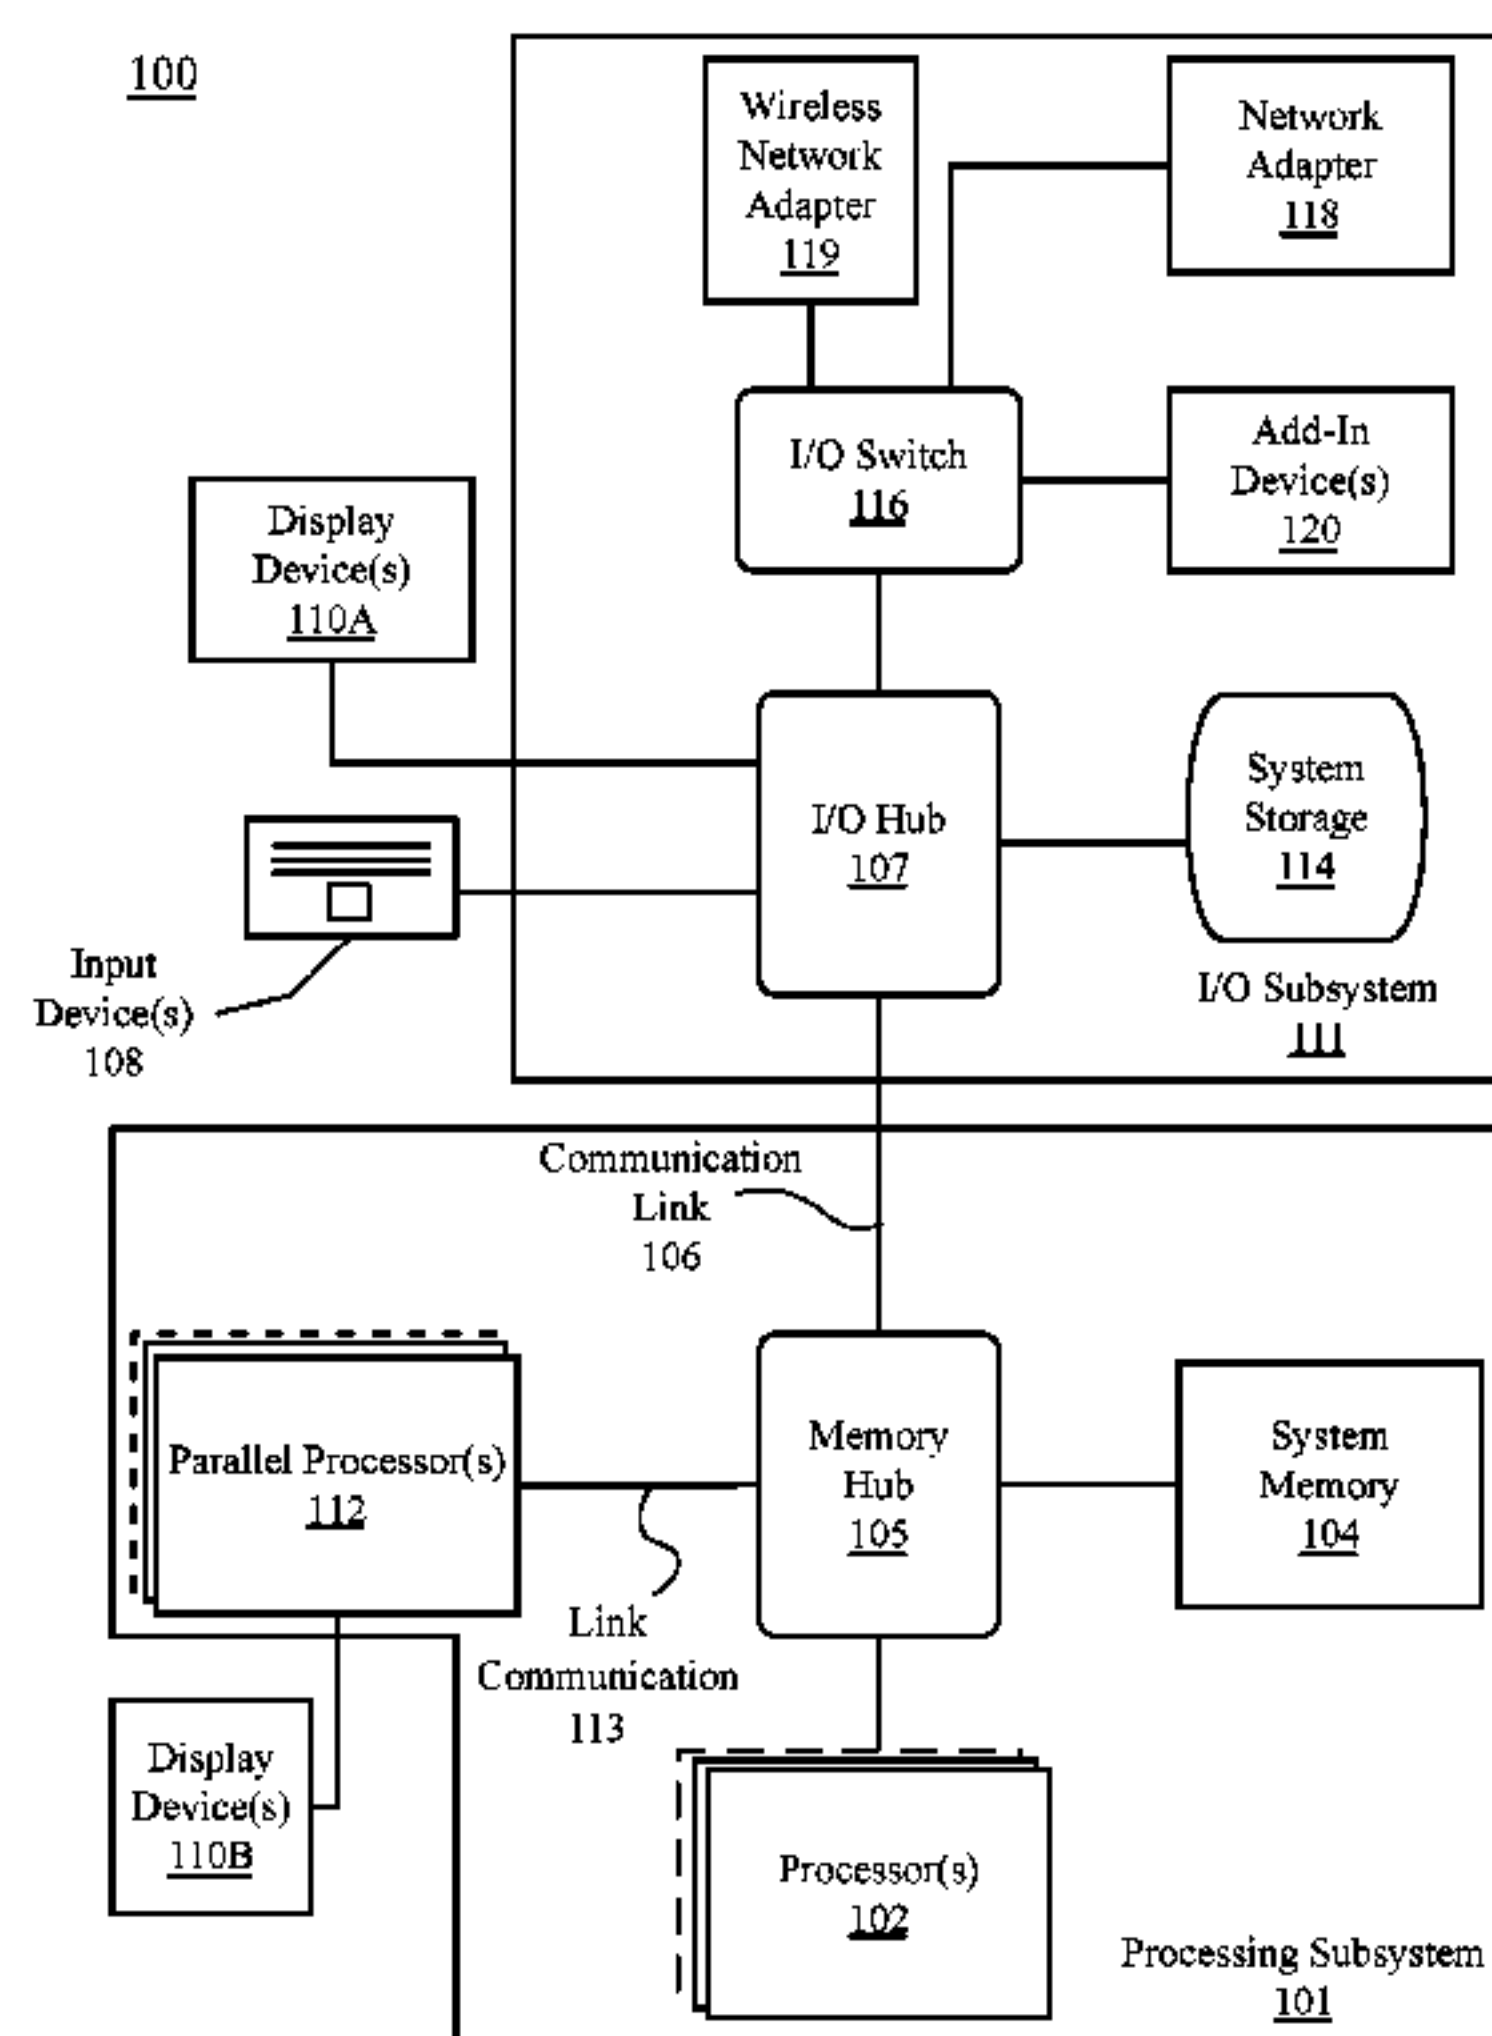 100
Wireless
Network
Adapter
119
Network
Adapter
118
I/O Switch
116
Add-In
Device(s)
120
Display
Device(s)
110A
I/O Hub
107
System
Storage
114
Input
Device(s)
108
I/O Subsystem
111
Communication
Link
106
Parallel Processor(s)
112
Memory
Hub
105
System
Memory
104
Link
Communication
113
Display
Device(s)
110B
Processor(s)
102
Processing Subsystem
101